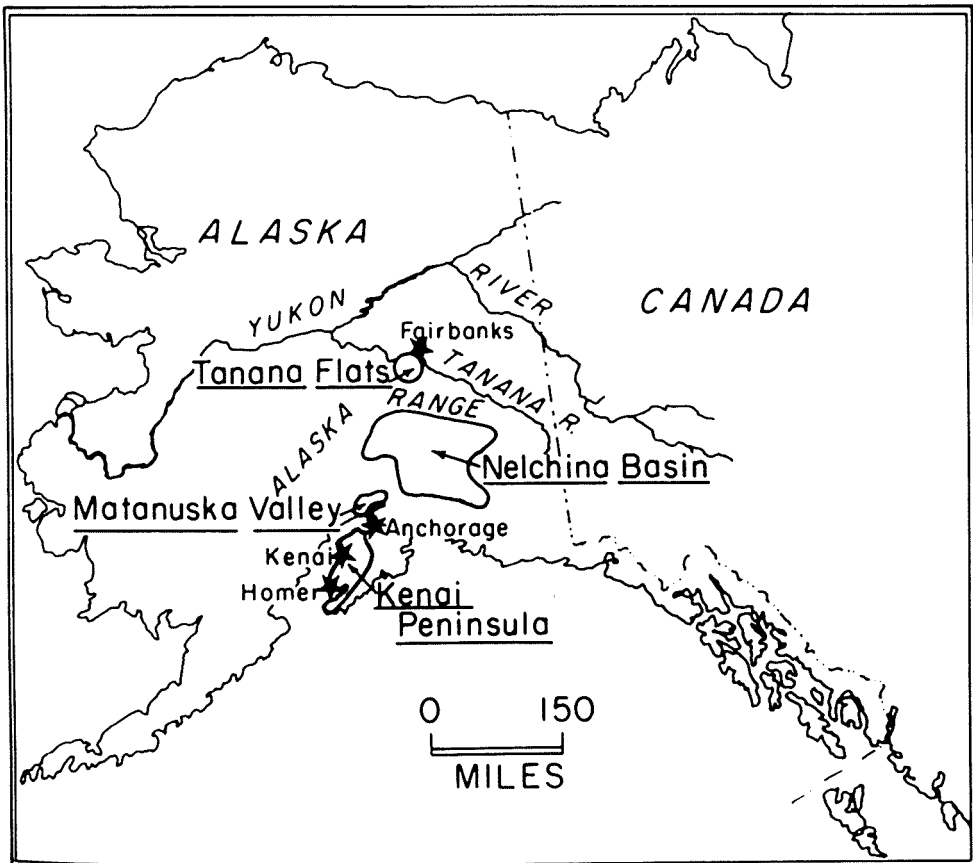 ALASKA
CANADA
YUKON
RIVER
Fairbanks
Tanana Flats
TANANA R.
ALASKA RANGE
Nelchina Basin
Matanuska Valley
Anchorage
Kenai
Homer
Kenai
Peninsula
0 150
MILES